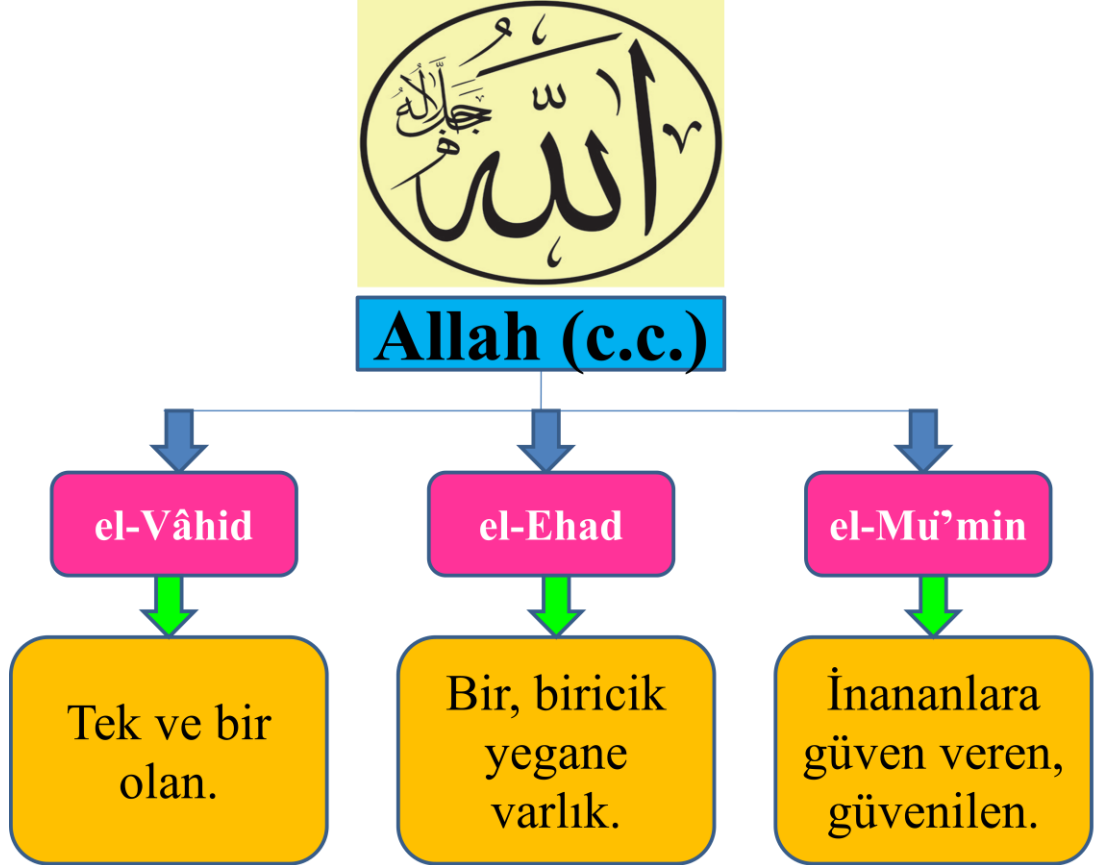 الله
جل جلاله
Allah (c.c.)
el-Vâhid
el-Ehad
el-Mü’min
Tek ve bir
olan.
Bir, biricik
yegane
varlık.
İnananlara
güven veren,
güvenilen.